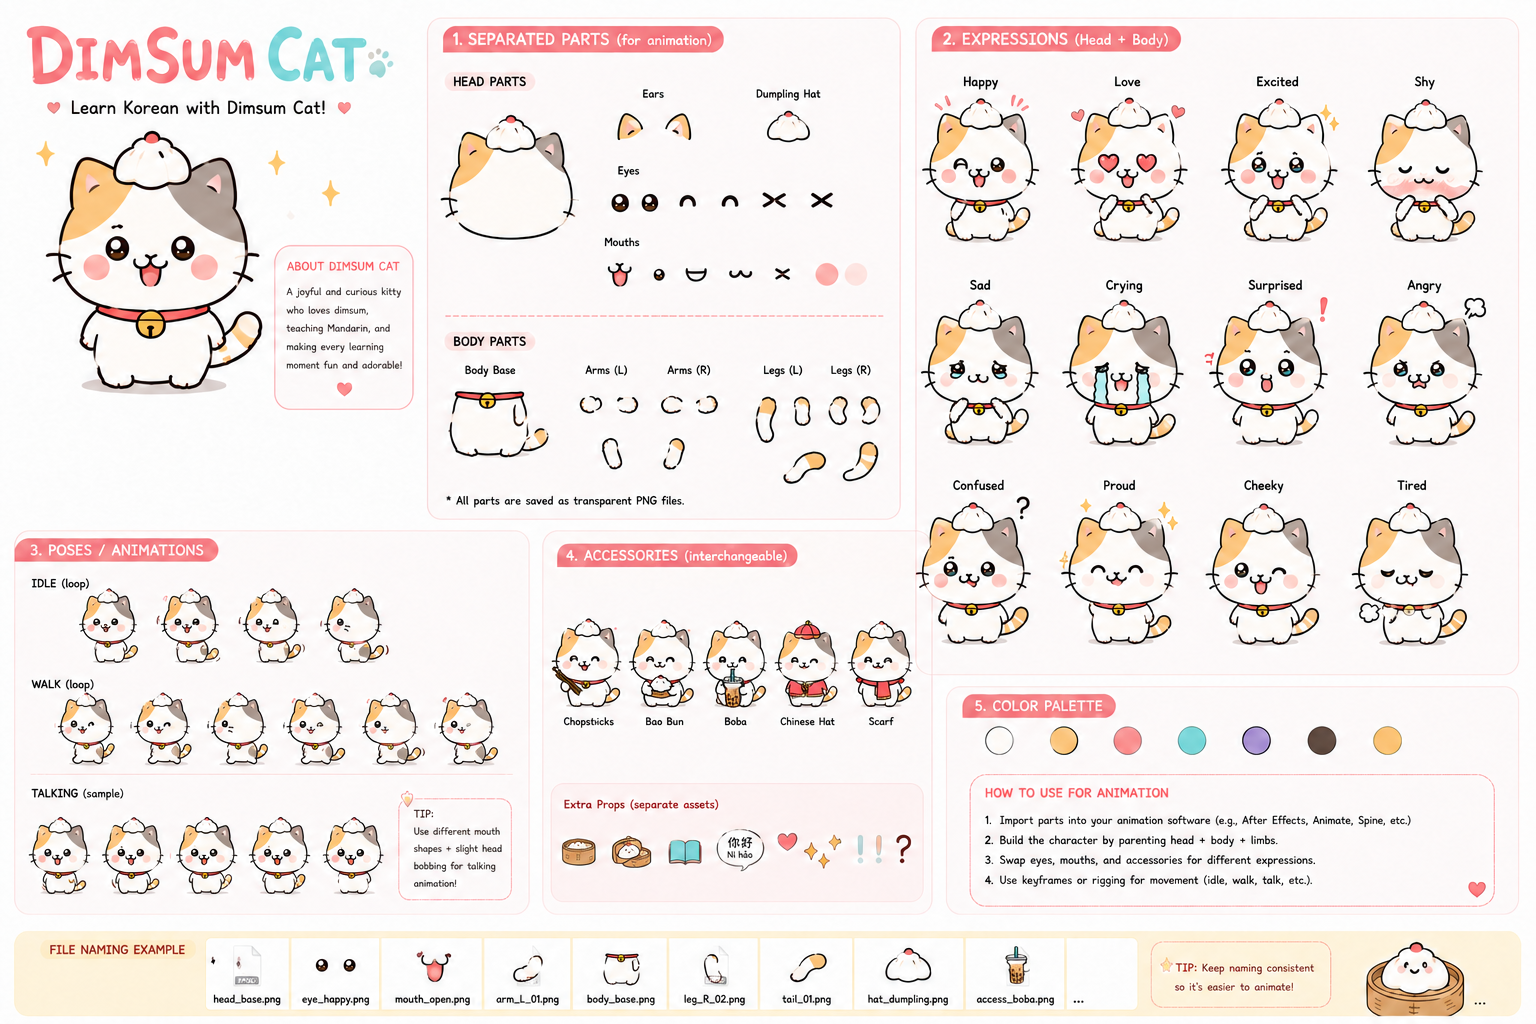 DIMSUM CAT
Learn Korean with Dimsum Cat!
ABOUT DIMSUM CAT
A joyful and curious kitty
who loves dimsum,
teaching Mandarin, and
making every learning
moment fun and adorable!
1. SEPARATED PARTS (for animation)
HEAD PARTS
Ears
Dumpling Hat
Eyes
Mouths
BODY PARTS
Body Base
Arms (L)
Arms (R)
Legs (L)
Legs (R)
* All parts are saved as transparent PNG files.
2. EXPRESSIONS (Head + Body)
Happy
Love
Excited
Shy
Sad
Crying
Surprised
!
Angry
Confused
?
Proud
Cheeky
Tired
3. POSES / ANIMATIONS
IDLE (loop)
WALK (loop)
TALKING (sample)
TIP:
Use different mouth
shapes + slight head
bobbing for talking
animation!
4. ACCESSORIES (interchangeable)
Chopsticks
Bao Bun
Boba
Chinese Hat
Scarf
Extra Props (separate assets)
你好
Ni hǎo
! ! ?
5. COLOR PALETTE
HOW TO USE FOR ANIMATION
1. Import parts into your animation software (e.g., After Effects, Animate, Spine, etc.)
2. Build the character by parenting head + body + limbs.
3. Swap eyes, mouths, and accessories for different expressions.
4. Use keyframes or rigging for movement (idle, walk, talk, etc.).
FILE NAMING EXAMPLE
head_base.png
eye_happy.png
mouth_open.png
arm_L_01.png
body_base.png
leg_R_02.png
tail_01.png
hat_dumpling.png
access_boba.png
...
TIP: Keep naming consistent
so it's easier to animate!
...